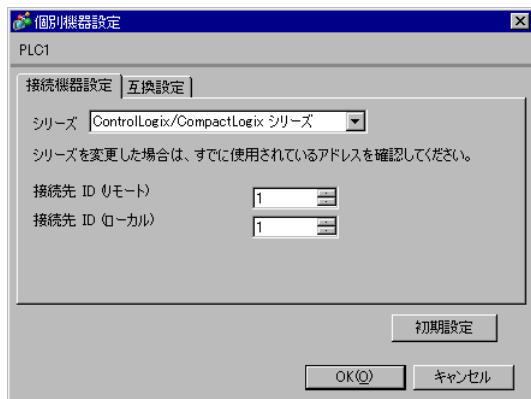 個別機器設定
PLC1
接続機器設定 互換設定
シリーズ ControlLogix/CompactLogix シリーズ
シリーズを変更した場合は、すでに使用されているアドレスを確認してください。
接続先 ID (リモート) 1
接続先 ID (ローカル) 1
初期設定
OK(O) キャンセル